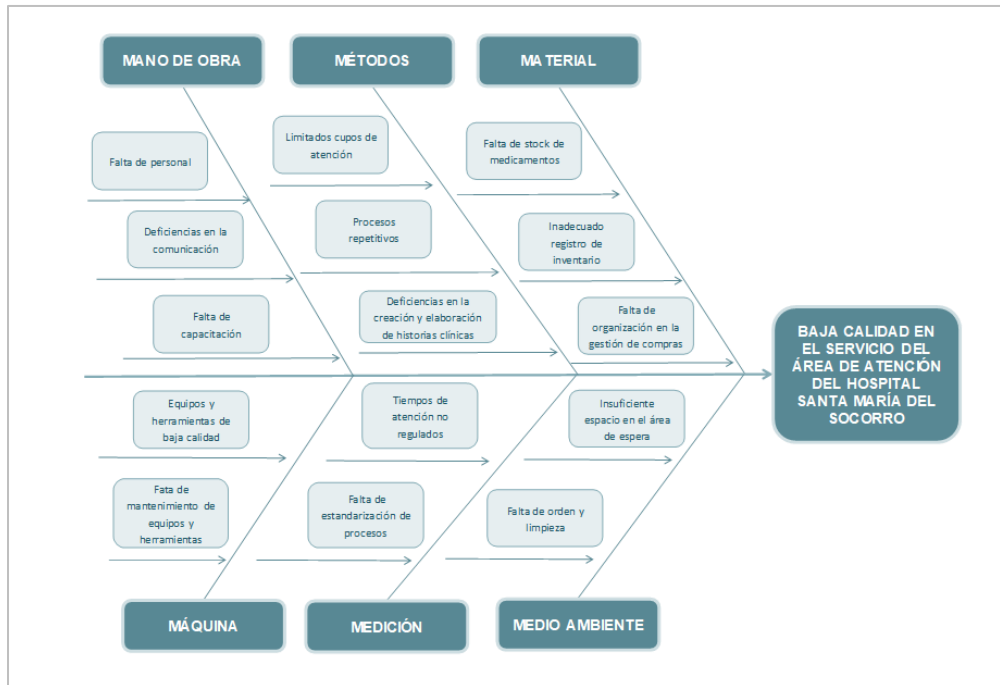 MANO DE OBRA
MÉTODOS
MATERIAL
Falta de personal
Limitados cupos de
atención
Falta de stock de
medicamentos
Deficiencias en la
comunicación
Procesos
repetitivos
Inadecuado
registro de
inventario
Falta de
capacitación
Deficiencias en la
creación y elaboración
de historias clínicas
Falta de
organización en la
gestión de compras
BAJA CALIDAD EN
EL SERVICIO DEL
ÁREA DE ATENCIÓN
DEL HOSPITAL
SANTA MARÍA DEL
SOCORRO
Equipos y
herramientas de
baja calidad
Tiempos de
atención no
regulados
Insuficiente
espacio en el área
de espera
Fata de
mantenimiento de
equipos y
herramientas
Falta de
estandarización de
procesos
Falta de orden y
limpieza
MÁQUINA
MEDICIÓN
MEDIO AMBIENTE